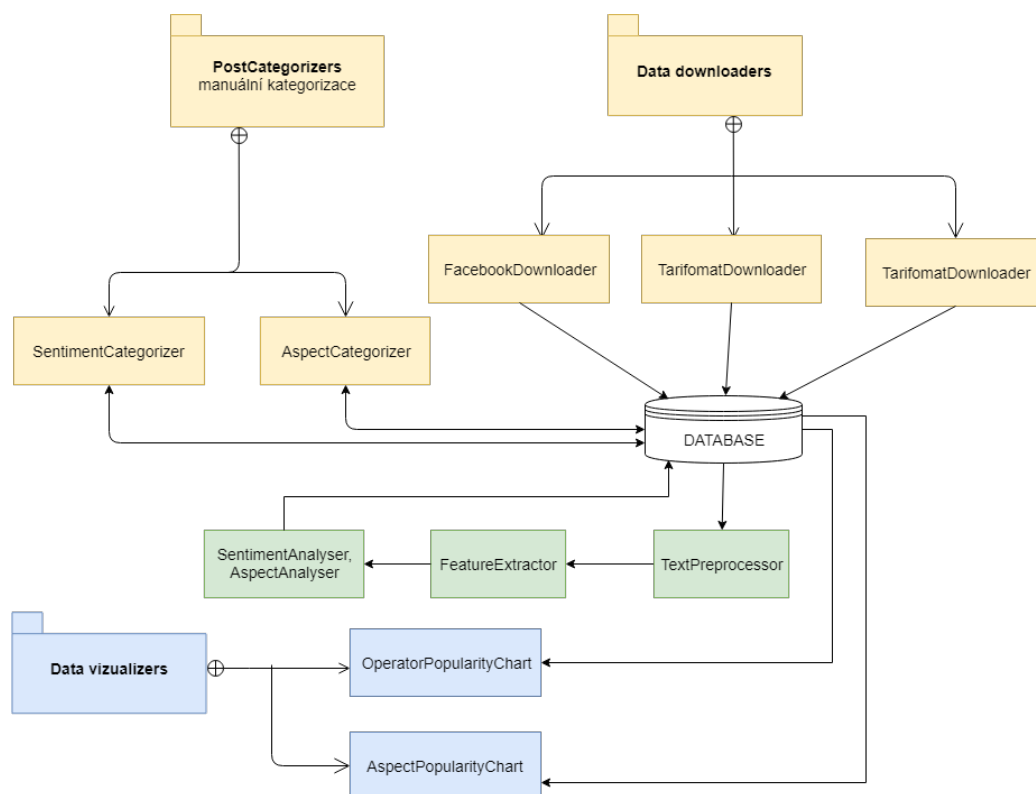 PostCategorizers
manuální kategorizace
Data downloaders
FacebookDownloader
TarifomatDownloader
TarifomatDownloader
SentimentCategorizer
AspectCategorizer
DATABASE
SentimentAnalyser,
AspectAnalyser
FeatureExtractor
TextPreprocessor
Data vizualizers
OperatorPopularityChart
AspectPopularityChart